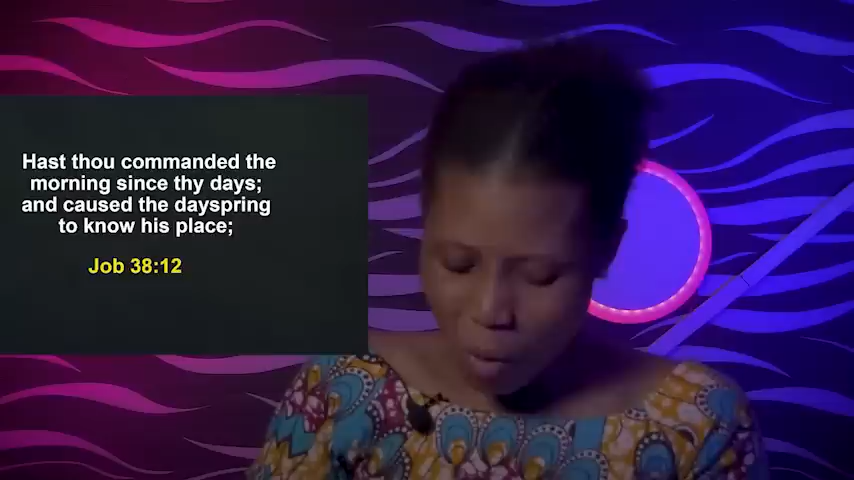 Hast thou commanded the
morning since thy days;
and caused the dayspring
to know his place;
Job 38:12